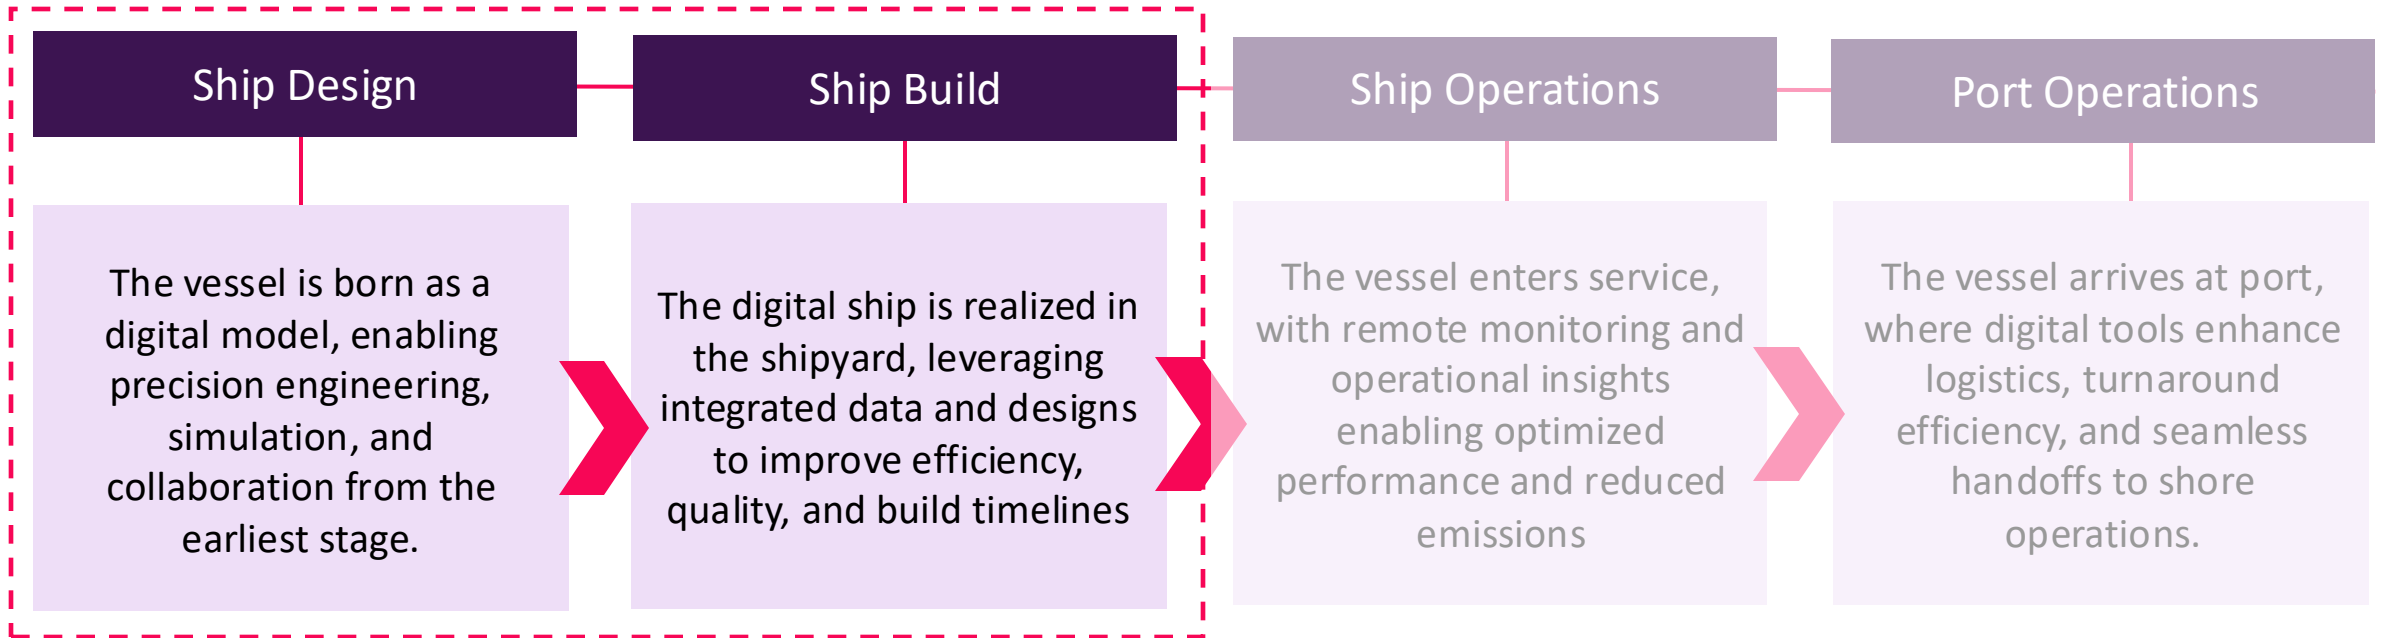 Ship Design
Ship Build
Ship Operations
Port Operations
The vessel is born as a
digital model, enabling
precision engineering,
simulation, and
collaboration from the
earliest stage.
The digital ship is realized in
the shipyard, leveraging
integrated data and designs
to improve efficiency,
quality, and build timelines
The vessel enters service,
with remote monitoring and
operational insights
enabling optimized
performance and reduced
emissions
The vessel arrives at port,
where digital tools enhance
logistics, turnaround
efficiency, and seamless
handoffs to shore
operations.